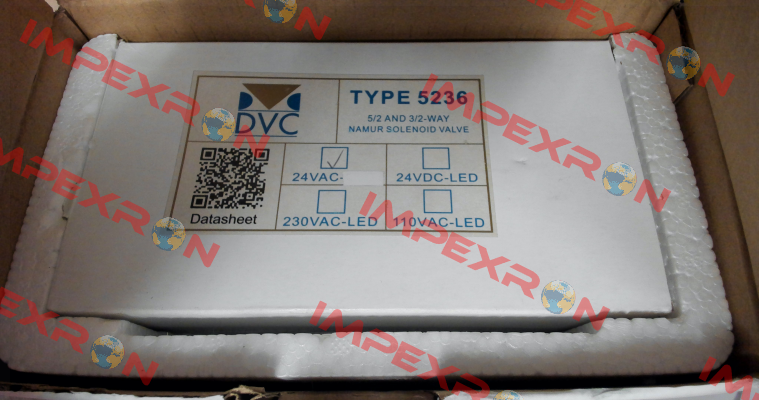 DVC
TYPE 5236
5/2 AND 3/2-WAY
NAMUR SOLENOID VALVE
Datasheet
24VAC-
24VDC-LED
230VAC-LED
110VAC-LED
IMPEXRON
IMPEXRON
IMPEXRON
IMPEXRON
IMPEXRON
IMPEXRON